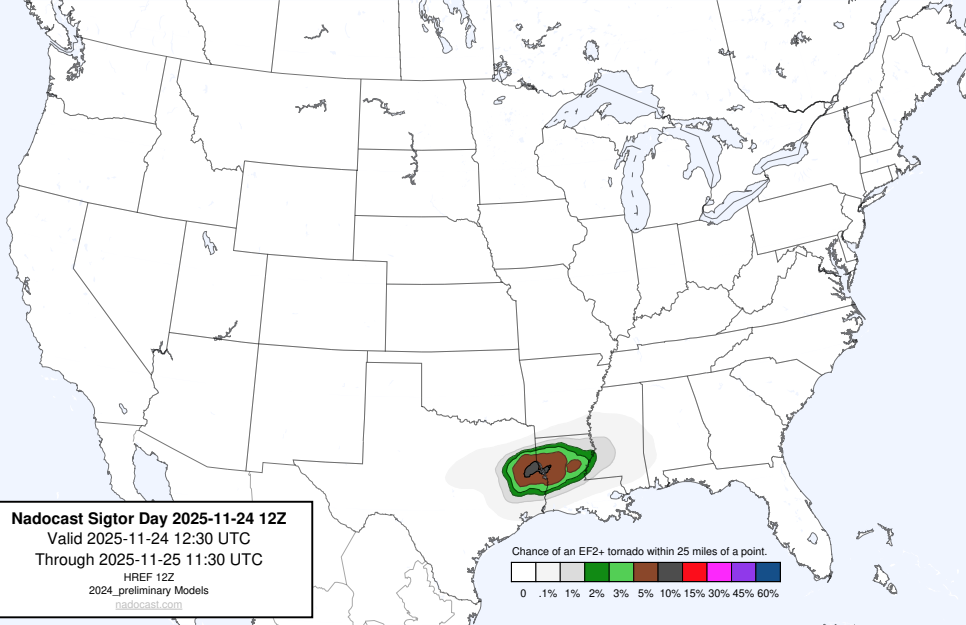 Nadocast Sigtor Day 2025-11-24 12Z
Valid 2025-11-24 12:30 UTC
Through 2025-11-25 11:30 UTC
HREF 12Z
2024_preliminary Models
nadocast.com
Chance of an EF2+ tornado within 25 miles of a point.
0 .1% 1% 2% 3% 5% 10% 15% 30% 45% 60%